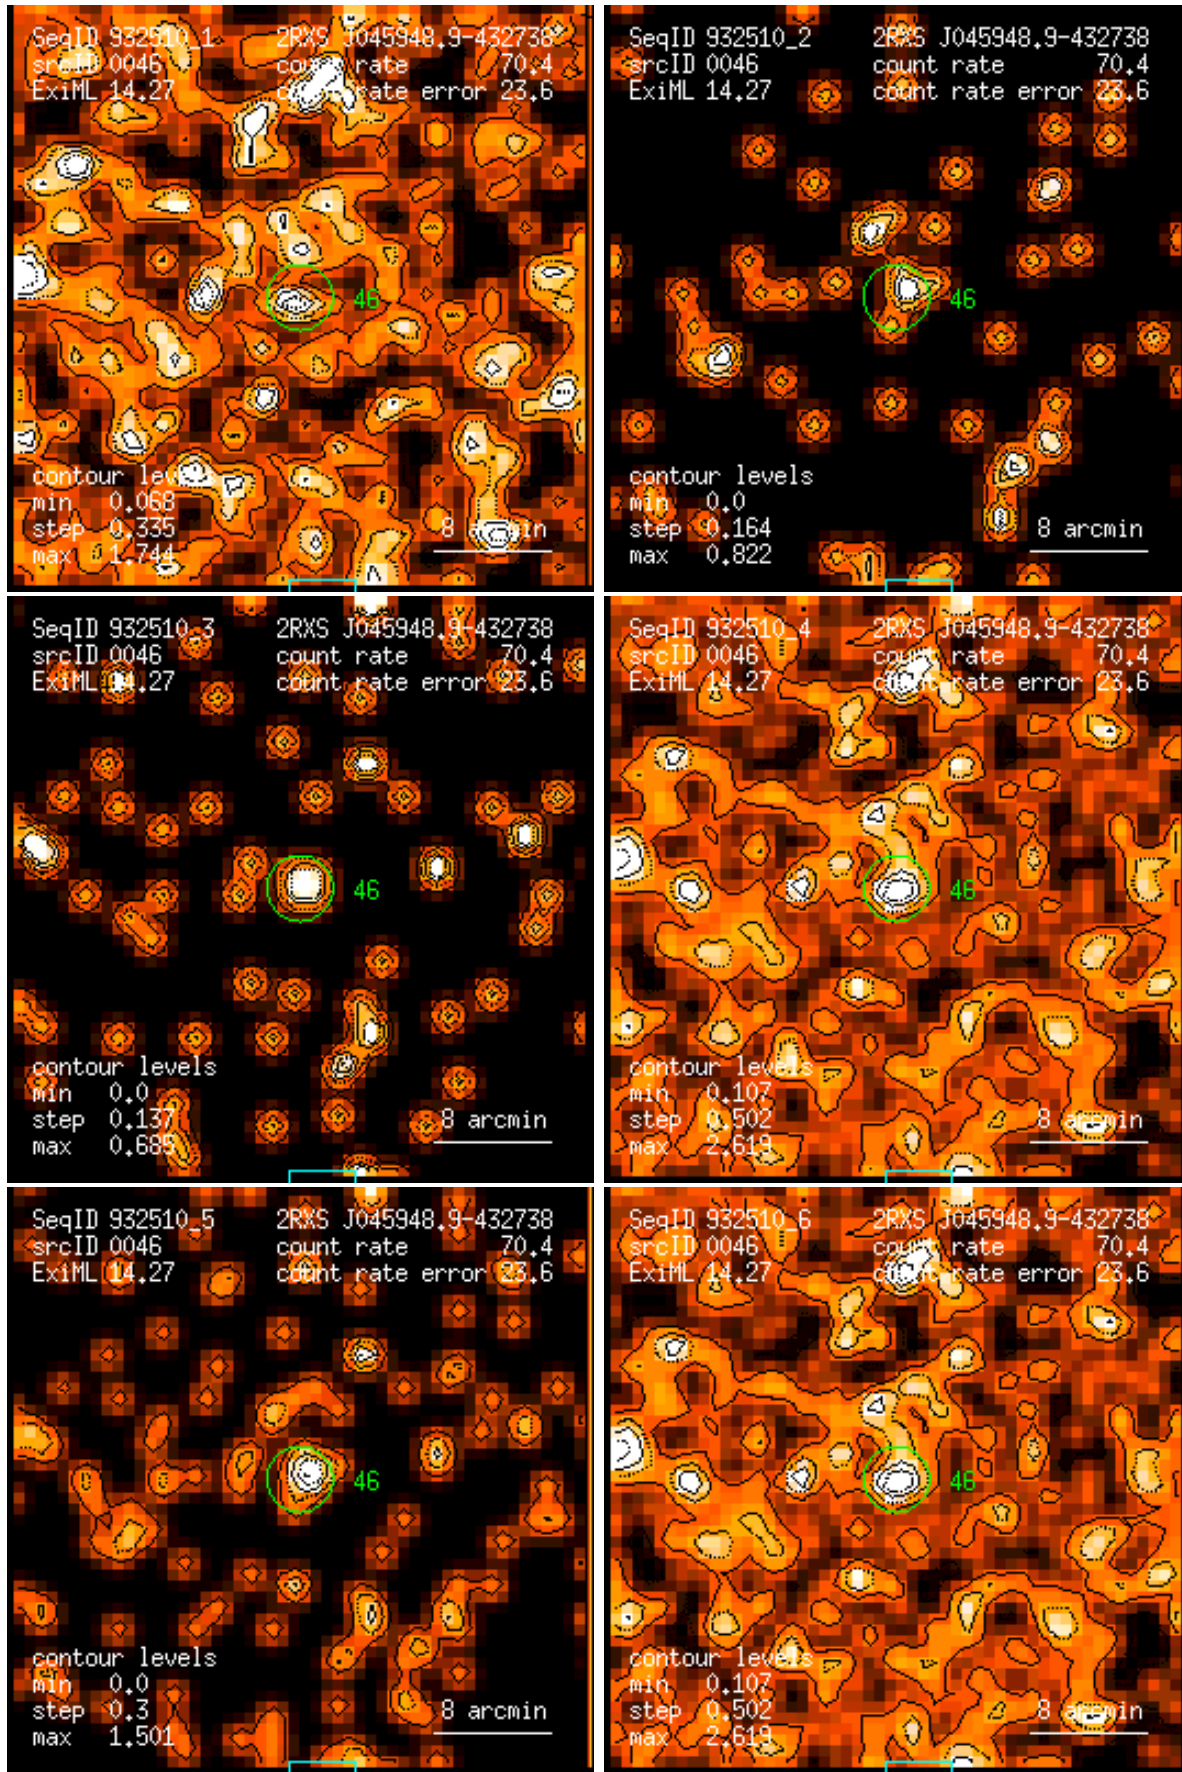 SeqID 932510_1 2RXS J045948.9-432738
srcID 0046 count rate 70.4
ExiML 14.27 count rate error 23.6
46
contour levels
min 0.068
step 0.335 8 arcmin
max 1.744
SeqID 932510_2 2RXS J045948.9-432738
srcID 0046 count rate 70.4
ExiML 14.27 count rate error 23.6
46
contour levels
min 0.0
step 0.164 8 arcmin
max 0.822
SeqID 932510_3 2RXS J045948.9-432738
srcID 0046 count rate 70.4
ExiML 14.27 count rate error 23.6
46
contour levels
min 0.0
step 0.137 8 arcmin
max 0.685
SeqID 932510_4 2RXS J045948.9-432738
srcID 0046 count rate 70.4
ExiML 14.27 count rate error 23.6
46
contour levels
min 0.107
step 0.502 8 arcmin
max 2.619
SeqID 932510_5 2RXS J045948.9-432738
srcID 0046 count rate 70.4
ExiML 14.27 count rate error 23.6
46
contour levels
min 0.0
step 0.3 8 arcmin
max 1.501
SeqID 932510_6 2RXS J045948.9-432738
srcID 0046 count rate 70.4
ExiML 14.27 count rate error 23.6
46
contour levels
min 0.107
step 0.502 8 arcmin
max 2.619